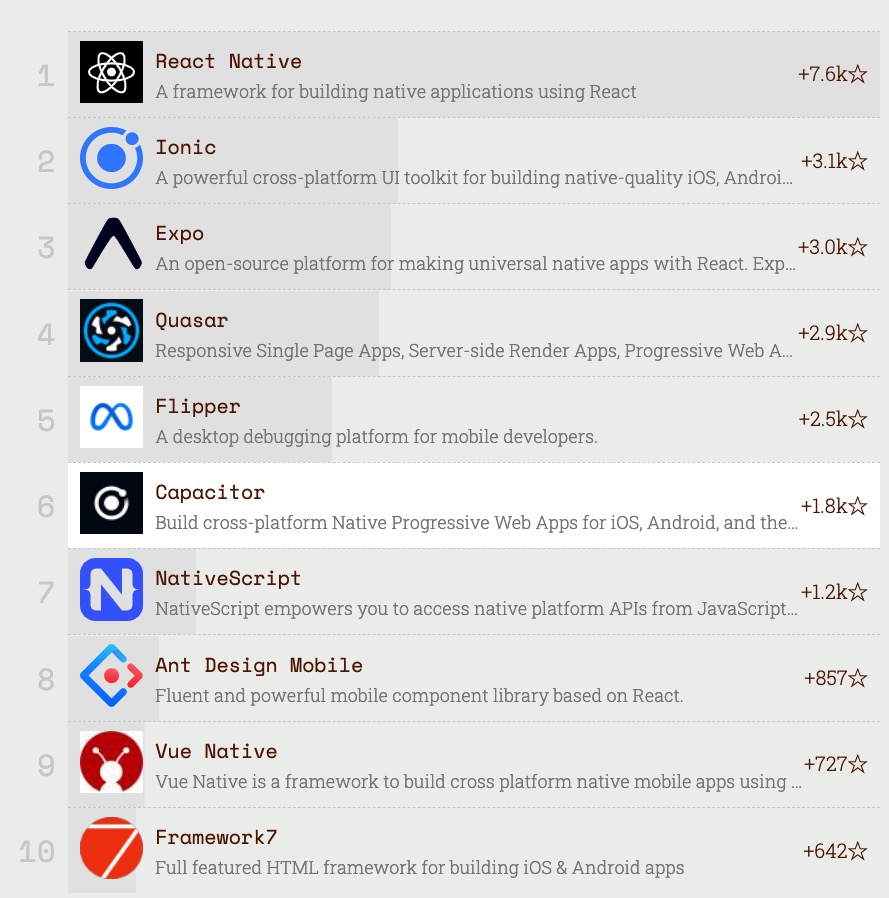 1
React Native
A framework for building native applications using React
+7.6k☆
2
Ionic
A powerful cross-platform UI toolkit for building native-quality iOS, Androi...
+3.1k☆
3
Expo
An open-source platform for making universal native apps with React. Exp...
+3.0k☆
4
Quasar
Responsive Single Page Apps, Server-side Render Apps, Progressive Web A...
+2.9k☆
5
Flipper
A desktop debugging platform for mobile developers.
+2.5k☆
6
Capacitor
Build cross-platform Native Progressive Web Apps for iOS, Android, and the...
+1.8k☆
7
NativeScript
NativeScript empowers you to access native platform APIs from JavaScript...
+1.2k☆
8
Ant Design Mobile
Fluent and powerful mobile component library based on React.
+857☆
9
Vue Native
Vue Native is a framework to build cross platform native mobile apps using ...
+727☆
10
Framework7
Full featured HTML framework for building iOS & Android apps
+642☆